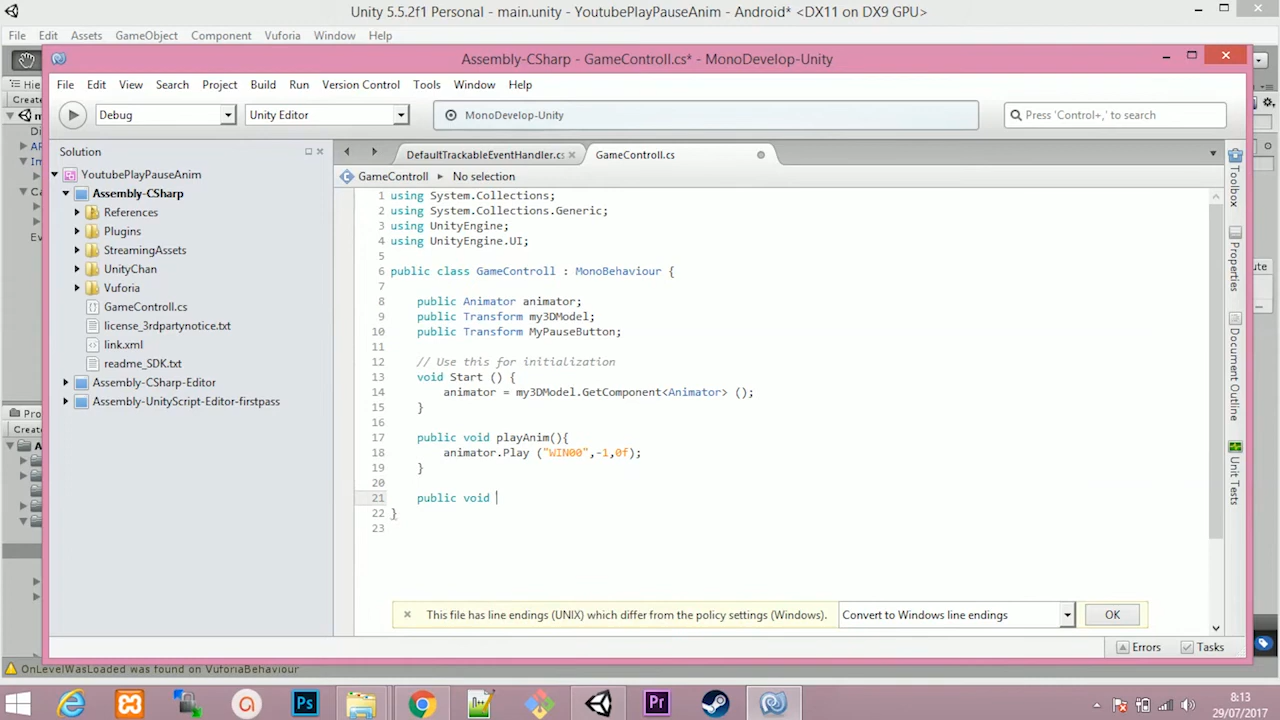 Unity 5.5.2f1 Personal - main.unity - YoutubePlayPauseAnim - Android* <DX11 on DX9 GPU>
File Edit Assets GameObject Component Vuforia Window Help
Assembly-CSharp - GameControll.cs* - MonoDevelop-Unity
File Edit View Search Project Build Run Version Control Tools Window Help
Debug Unity Editor MonoDevelop-Unity Press 'Control+,' to search
Solution
DefaultTrackableEventHandler.cs GameControll.cs
GameControll No selection
YoutubePlayPauseAnim
Assembly-CSharp
References
Plugins
StreamingAssets
UnityChan
Vuforia
GameControll.cs
license_3rdpartynotice.txt
link.xml
readme_SDK.txt
Assembly-CSharp-Editor
Assembly-UnityScript-Editor-firstpass
1 using System.Collections;
2 using System.Collections.Generic;
3 using UnityEngine;
4 using UnityEngine.UI;
5
6 public class GameControll : MonoBehaviour {
7
8 public Animator animator;
9 public Transform my3DModel;
10 public Transform MyPauseButton;
11
12 // Use this for initialization
13 void Start () {
14 animator = my3DModel.GetComponent<Animator> ();
15 }
16
17 public void playAnim(){
18 animator.Play ("WIN00",-1,0f);
19 }
20
21 public void
22 }
23
Toolbox
Properties
Document Outline
Unit Tests
This file has line endings (UNIX) which differ from the policy settings (Windows). Convert to Windows line endings OK
Errors Tasks
OnLevelWasLoaded was found on VuforiaBehaviour
8:13
29/07/2017